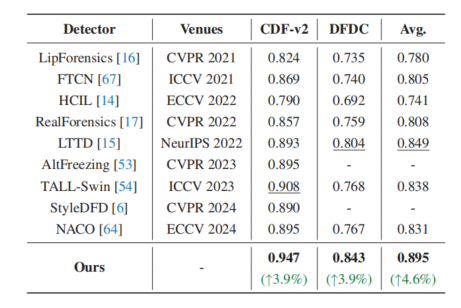 Detector Venues CDF-v2 DFDC Avg.
LipForensics [16] CVPR 2021 0.824 0.735 0.780
FTCN [67] ICCV 2021 0.869 0.740 0.805
HCIL [14] ECCV 2022 0.790 0.692 0.741
RealForensics [17] CVPR 2022 0.857 0.759 0.808
LTTD [15] NeurIPS 2022 0.893 0.804 0.849
AltFreezing [53] CVPR 2023 0.895 - -
TALL-Swin [54] ICCV 2023 0.908 0.768 0.838
StyleDFD [6] CVPR 2024 0.890 - -
NACO [64] ECCV 2024 0.895 0.767 0.831
Ours - 0.947 0.843 0.895
(↑3.9%) (↑3.9%) (↑4.6%)